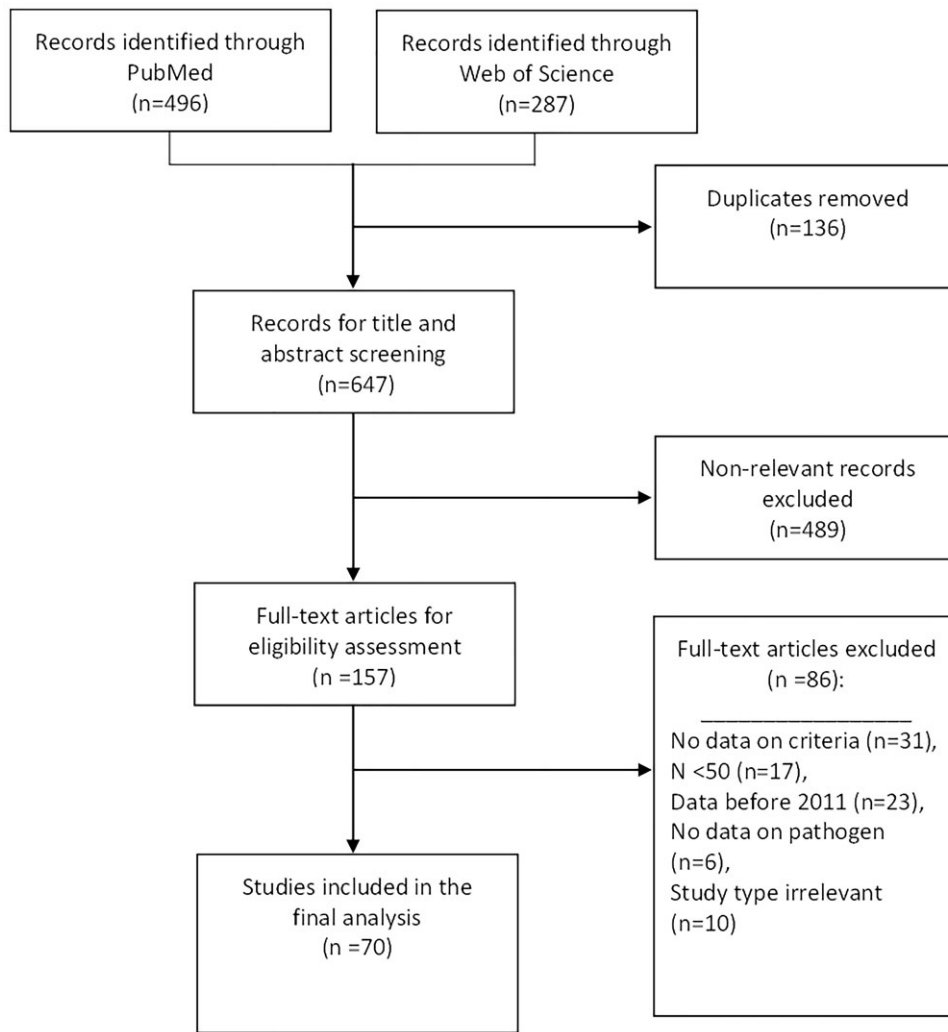 Records identified through
PubMed
(n=496)
Records identified through
Web of Science
(n=287)
Duplicates removed
(n=136)
Records for title and
abstract screening
(n=647)
Non-relevant records
excluded
(n=489)
Full-text articles for
eligibility assessment
(n =157)
Full-text articles excluded
(n =86):
__________________
No data on criteria (n=31),
N <50 (n=17),
Data before 2011 (n=23),
No data on pathogen
(n=6),
Study type irrelevant
(n=10)
Studies included in the
final analysis
(n =70)